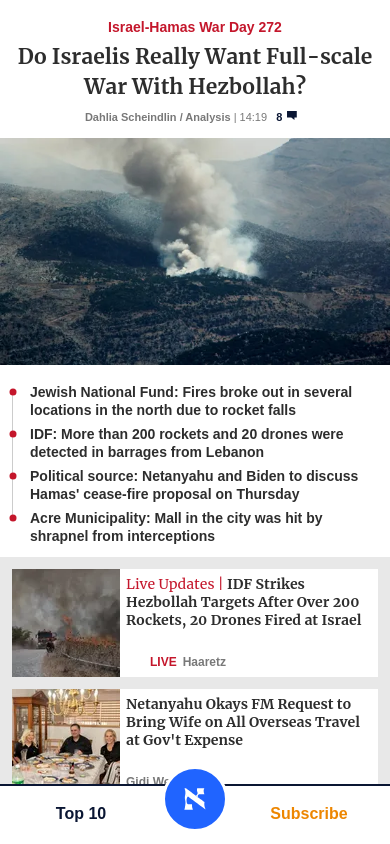 Israel-Hamas War Day 272
Do Israelis Really Want Full-scale
War With Hezbollah?
Dahlia Scheindlin / Analysis | 14:19 8
Jewish National Fund: Fires broke out in several
locations in the north due to rocket falls
IDF: More than 200 rockets and 20 drones were
detected in barrages from Lebanon
Political source: Netanyahu and Biden to discuss
Hamas' cease-fire proposal on Thursday
Acre Municipality: Mall in the city was hit by
shrapnel from interceptions
Live Updates | IDF Strikes
Hezbollah Targets After Over 200
Rockets, 20 Drones Fired at Israel
LIVE Haaretz
Netanyahu Okays FM Request to
Bring Wife on All Overseas Travel
at Gov't Expense
Gidi
Top 10
א
Subscribe